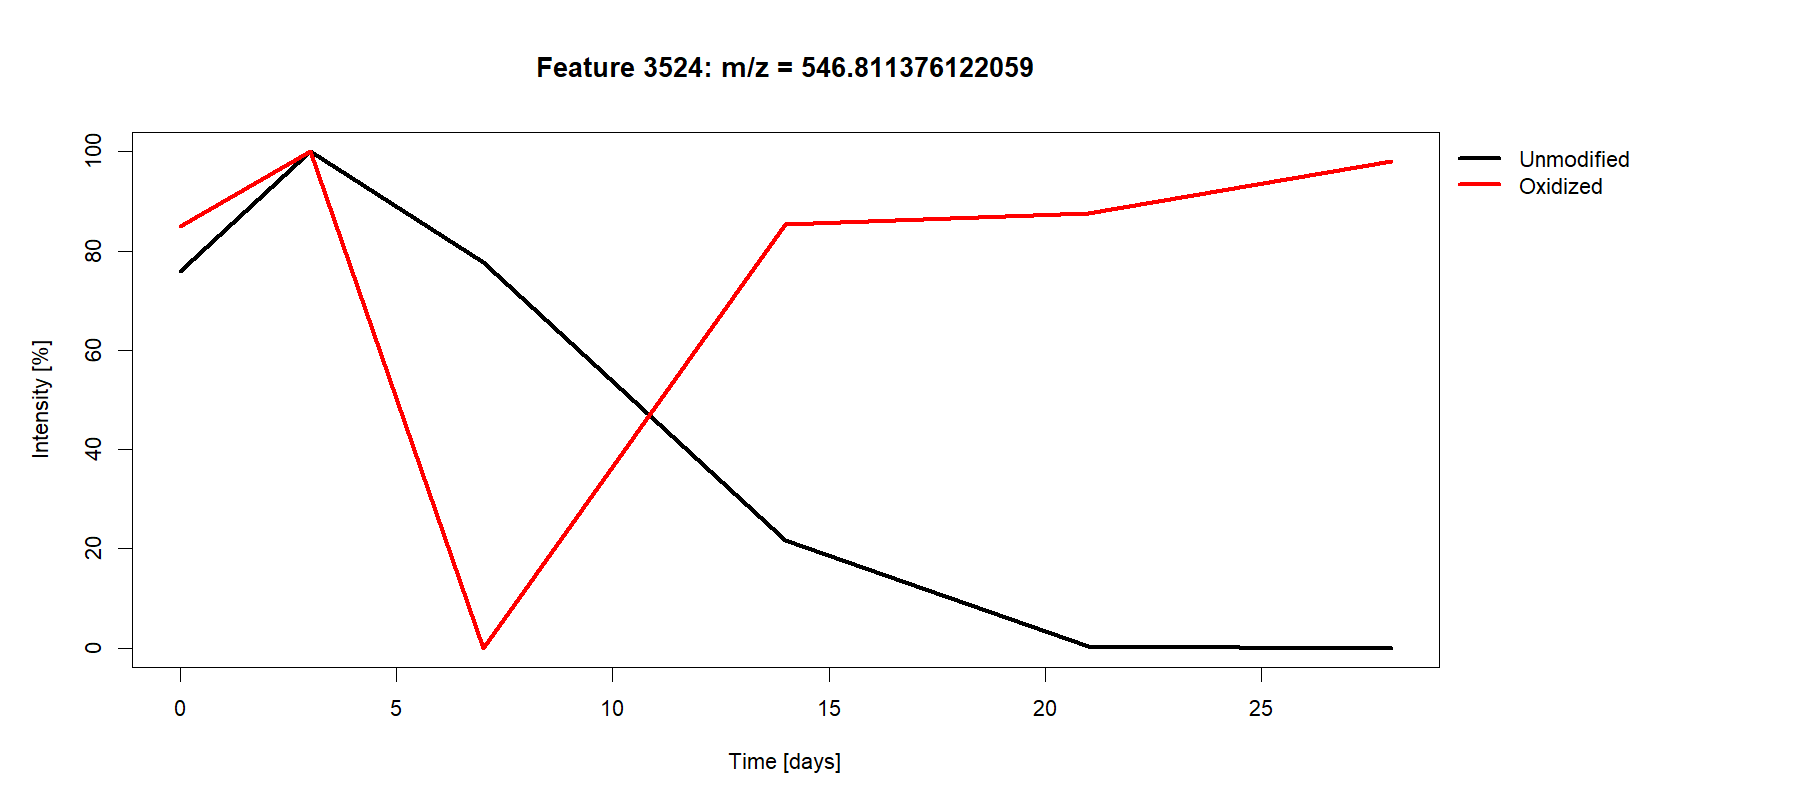 Feature 3524: m/z = 546.811376122059
Unmodified
Oxidized
Intensity [%]
100
80
60
40
20
0
0 5 10 15 20 25
Time [days]